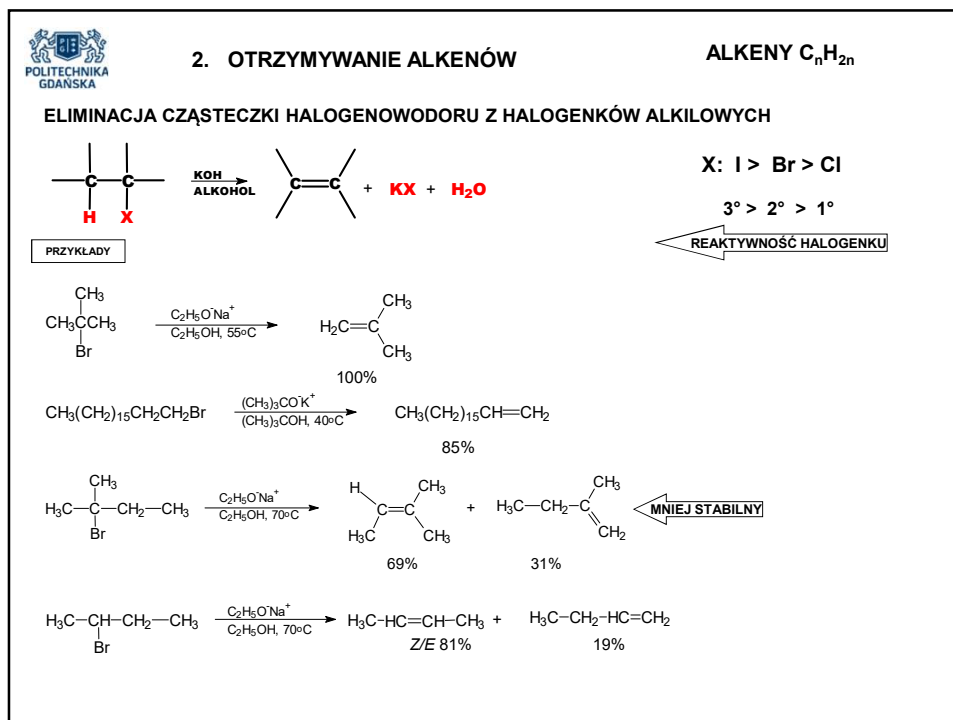 POLITECHNIKA
GDAŃSKA
2. OTRZYMYWANIE ALKENÓW
ALKENY CnH2n
ELIMINACJA CZĄSTECZKI HALOGENOWODORU Z HALOGENKÓW ALKILOWYCH
C C H X KOH ALKOHOL C=C + KX + H2O
X: I > Br > Cl
3° > 2° > 1°
REAKTYWNOŚĆ HALOGENKU
PRZYKŁADY
CH3
CH3CCH3
Br
C2H5O-Na+
C2H5OH, 55oC
H2C
CH3
CH3
100%
CH3(CH2)15CH2CH2Br
(CH3)3CO-K+
(CH3)3COH, 40oC
CH3(CH2)15CH=CH2
85%
CH3
H3C-C-CH2-CH3
Br
C2H5O-Na+
C2H5OH, 70oC
H
CH3
H3C
CH3
69%
+
H3C-CH2
CH3
CH2
31%
MNIEJ STABILNY
H3C-CH-CH2-CH3
Br
C2H5O-Na+
C2H5OH, 70oC
H3C-HC=CH-CH3 + H3C-CH2-HC=CH2
Z/E 81%
19%